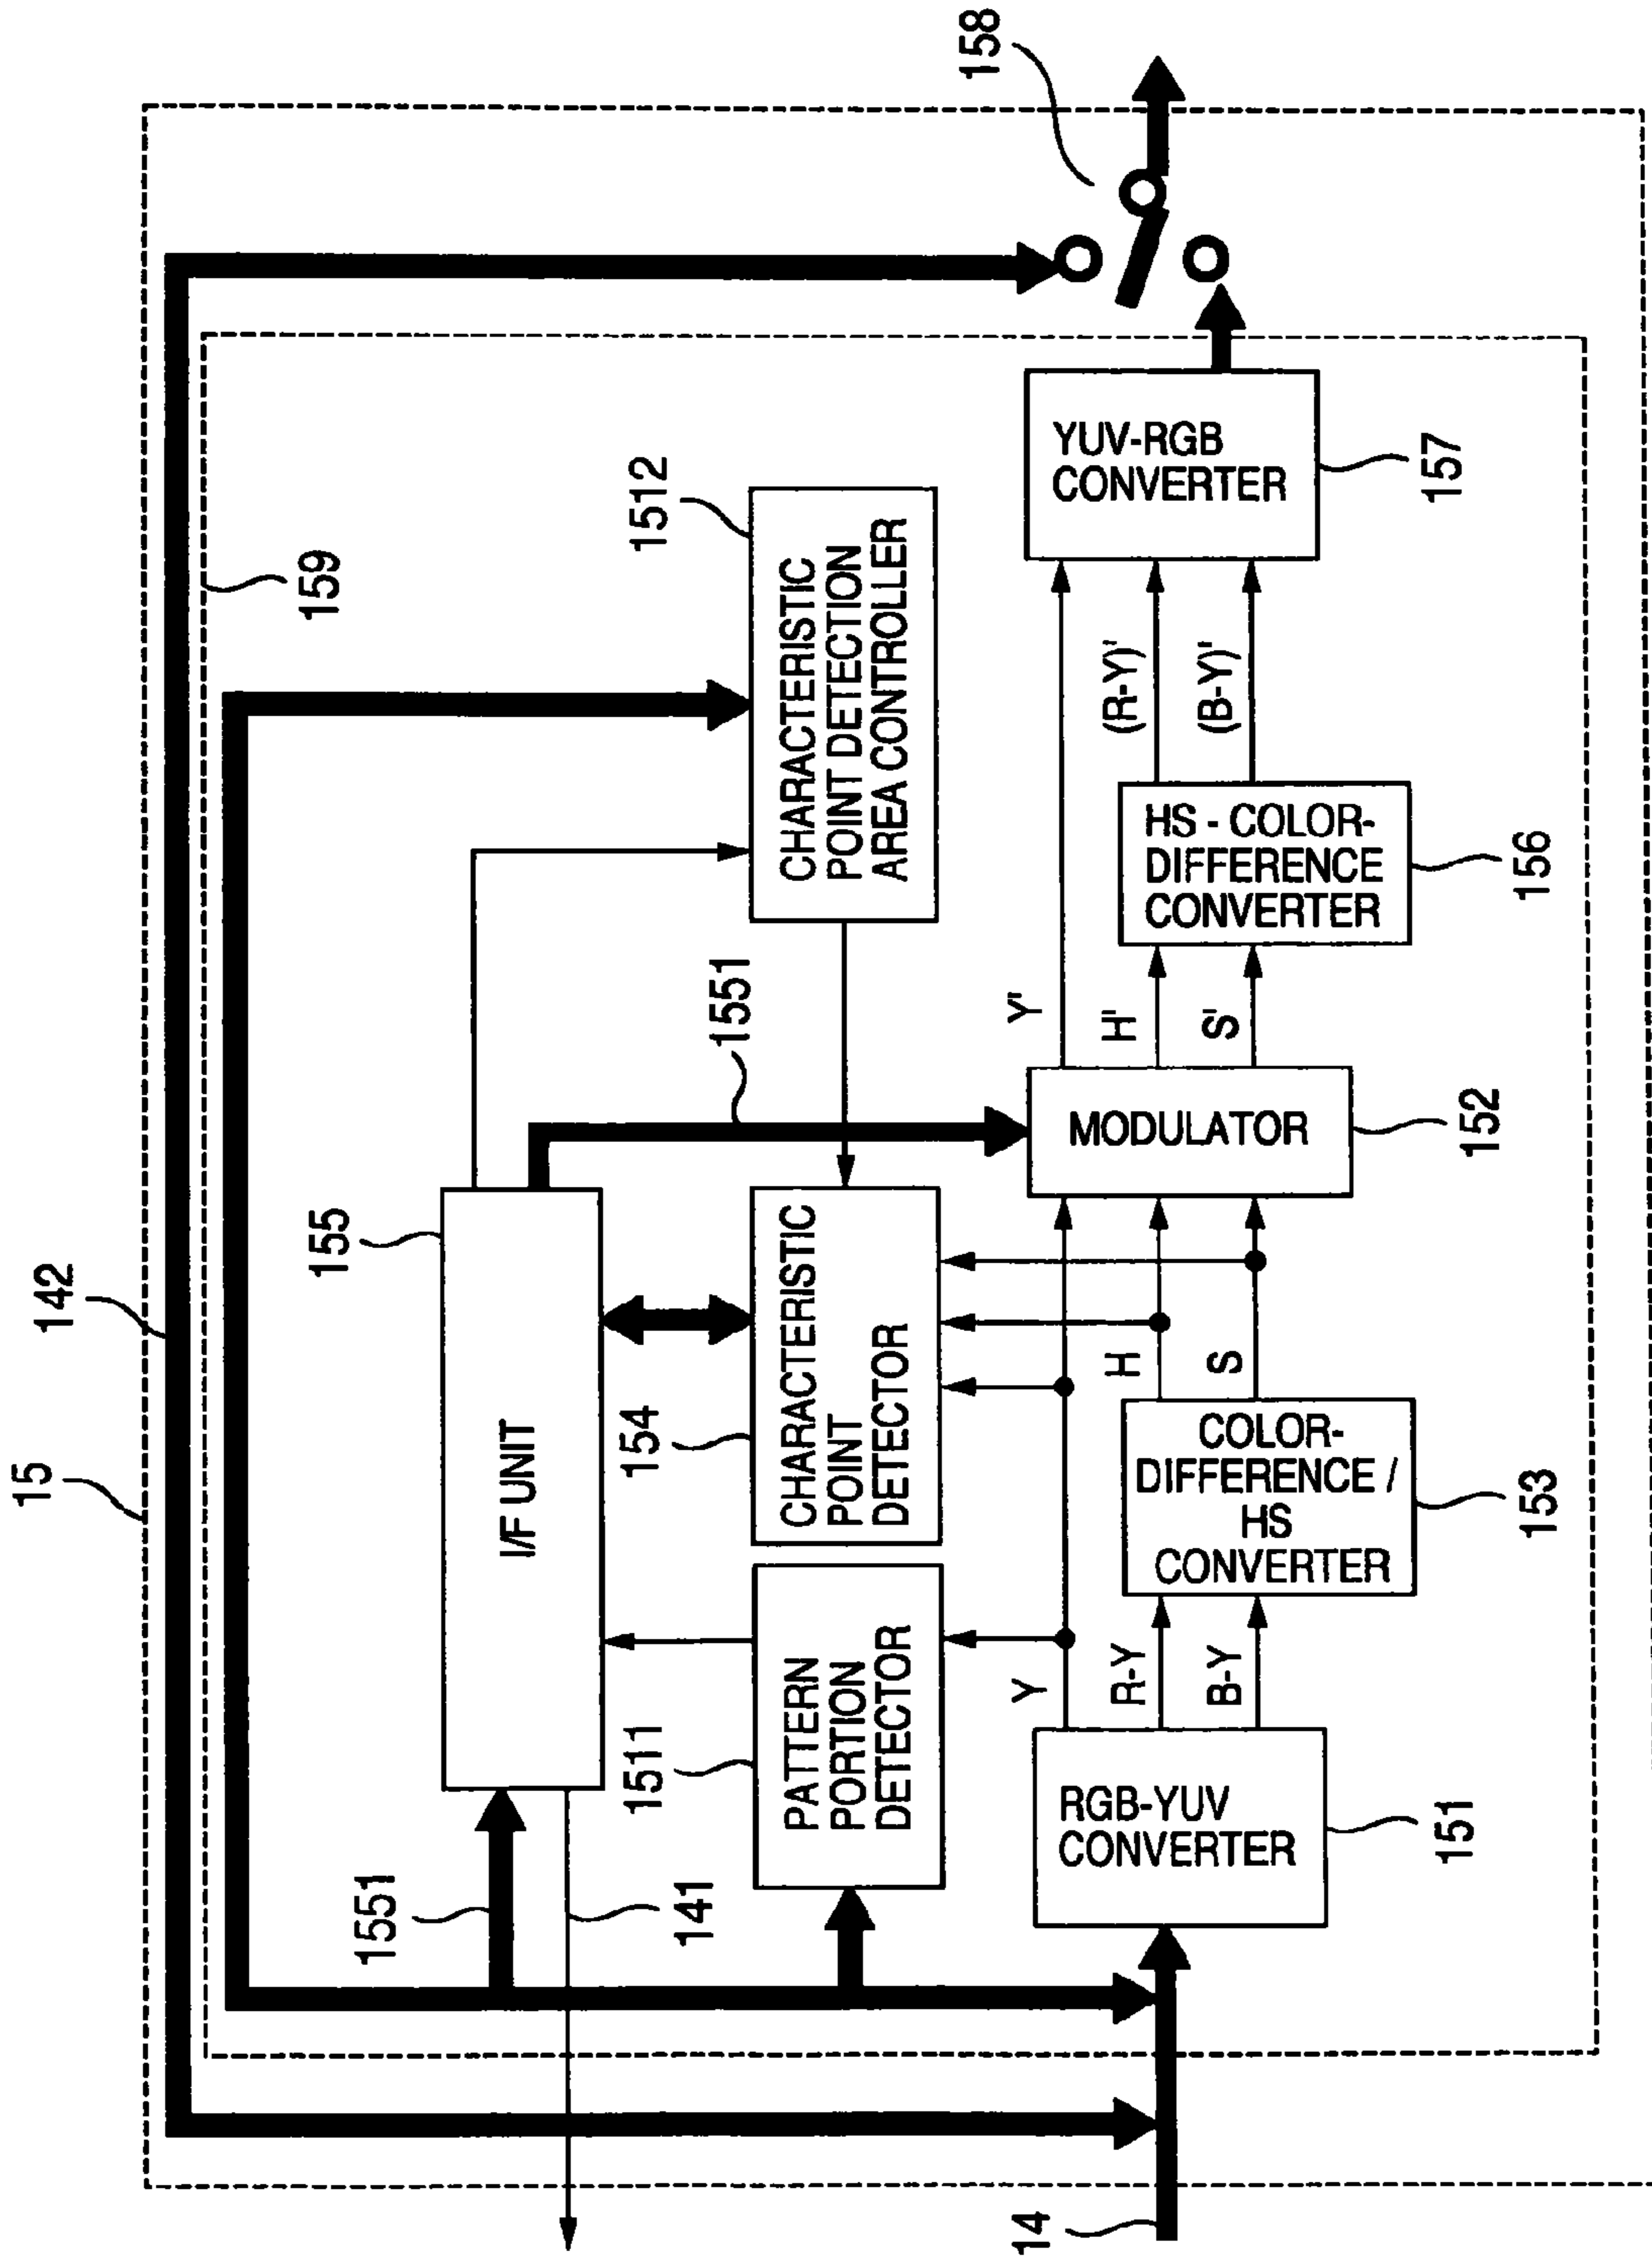 15
142
159
158
1551
155
1551
1512
I/F UNIT
141
1511
PATTERN
PORTION
DETECTOR
154
CHARACTERISTIC
POINT
DETECTOR
CHARACTERISTIC
POINT DETECTION
AREA CONTROLLER
14
RGB-YUV
CONVERTER
151
Y
R-Y
B-Y
COLOR-
DIFFERENCE /
HS
CONVERTER
153
H
S
MODULATOR
152
Y'
H'
S'
HS - COLOR-
DIFFERENCE
CONVERTER
156
(R-Y)'
(B-Y)'
YUV-RGB
CONVERTER
157